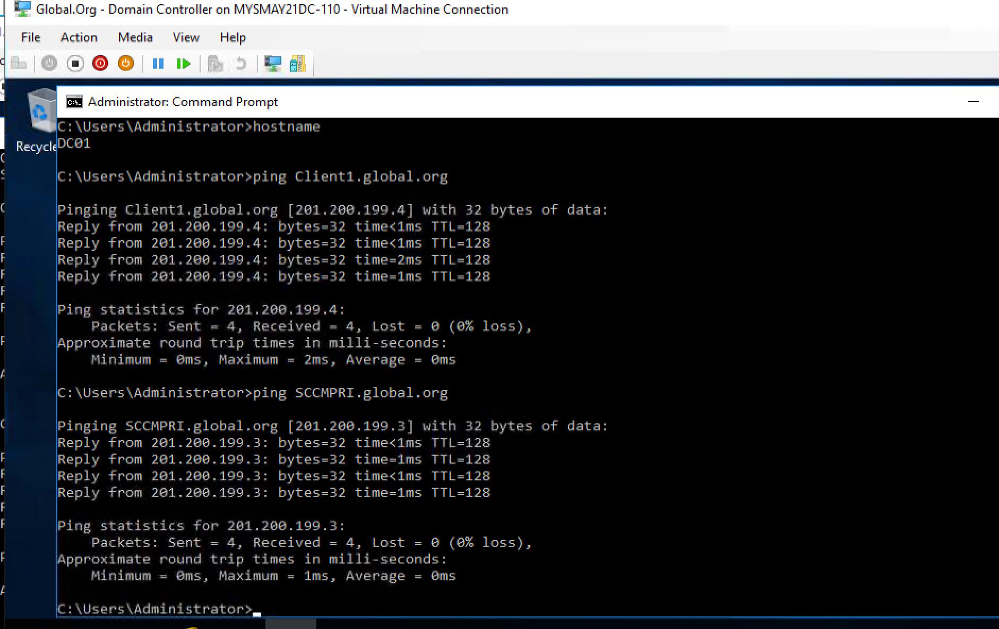 Global.Org - Domain Controller on MYSMAY21DC-110 - Virtual Machine Connection
File Action Media View Help
Administrator: Command Prompt
Recycle
C:\Users\Administrator>hostname
DC01
C:\Users\Administrator>ping Client1.global.org
Pinging Client1.global.org [201.200.199.4] with 32 bytes of data:
Reply from 201.200.199.4: bytes=32 time<1ms TTL=128
Reply from 201.200.199.4: bytes=32 time<1ms TTL=128
Reply from 201.200.199.4: bytes=32 time=2ms TTL=128
Reply from 201.200.199.4: bytes=32 time=1ms TTL=128
Ping statistics for 201.200.199.4:
Packets: Sent = 4, Received = 4, Lost = 0 (0% loss),
Approximate round trip times in milli-seconds:
Minimum = 0ms, Maximum = 2ms, Average = 0ms
C:\Users\Administrator>ping SCCMPRI.global.org
Pinging SCCMPRI.global.org [201.200.199.3] with 32 bytes of data:
Reply from 201.200.199.3: bytes=32 time<1ms TTL=128
Reply from 201.200.199.3: bytes=32 time=1ms TTL=128
Reply from 201.200.199.3: bytes=32 time<1ms TTL=128
Reply from 201.200.199.3: bytes=32 time=1ms TTL=128
Ping statistics for 201.200.199.3:
Packets: Sent = 4, Received = 4, Lost = 0 (0% loss),
Approximate round trip times in milli-seconds:
Minimum = 0ms, Maximum = 1ms, Average = 0ms
C:\Users\Administrator>